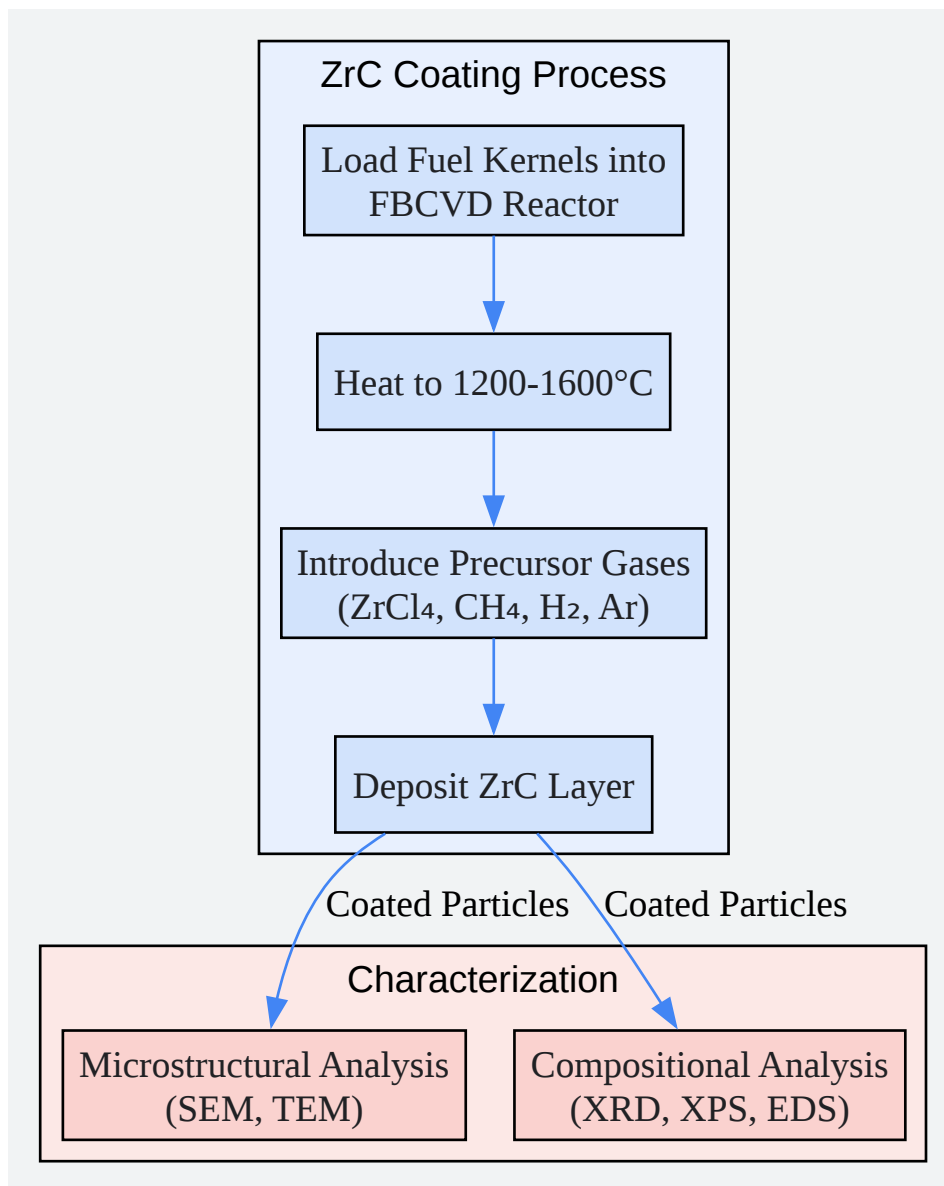 ZrC Coating Process
Load Fuel Kernels into
FBCVD Reactor
Heat to 1200-1600°C
Introduce Precursor Gases
(ZrCl₄, CH₄, H₂, Ar)
Deposit ZrC Layer
Coated Particles
Coated Particles
Characterization
Microstructural Analysis
(SEM, TEM)
Compositional Analysis
(XRD, XPS, EDS)